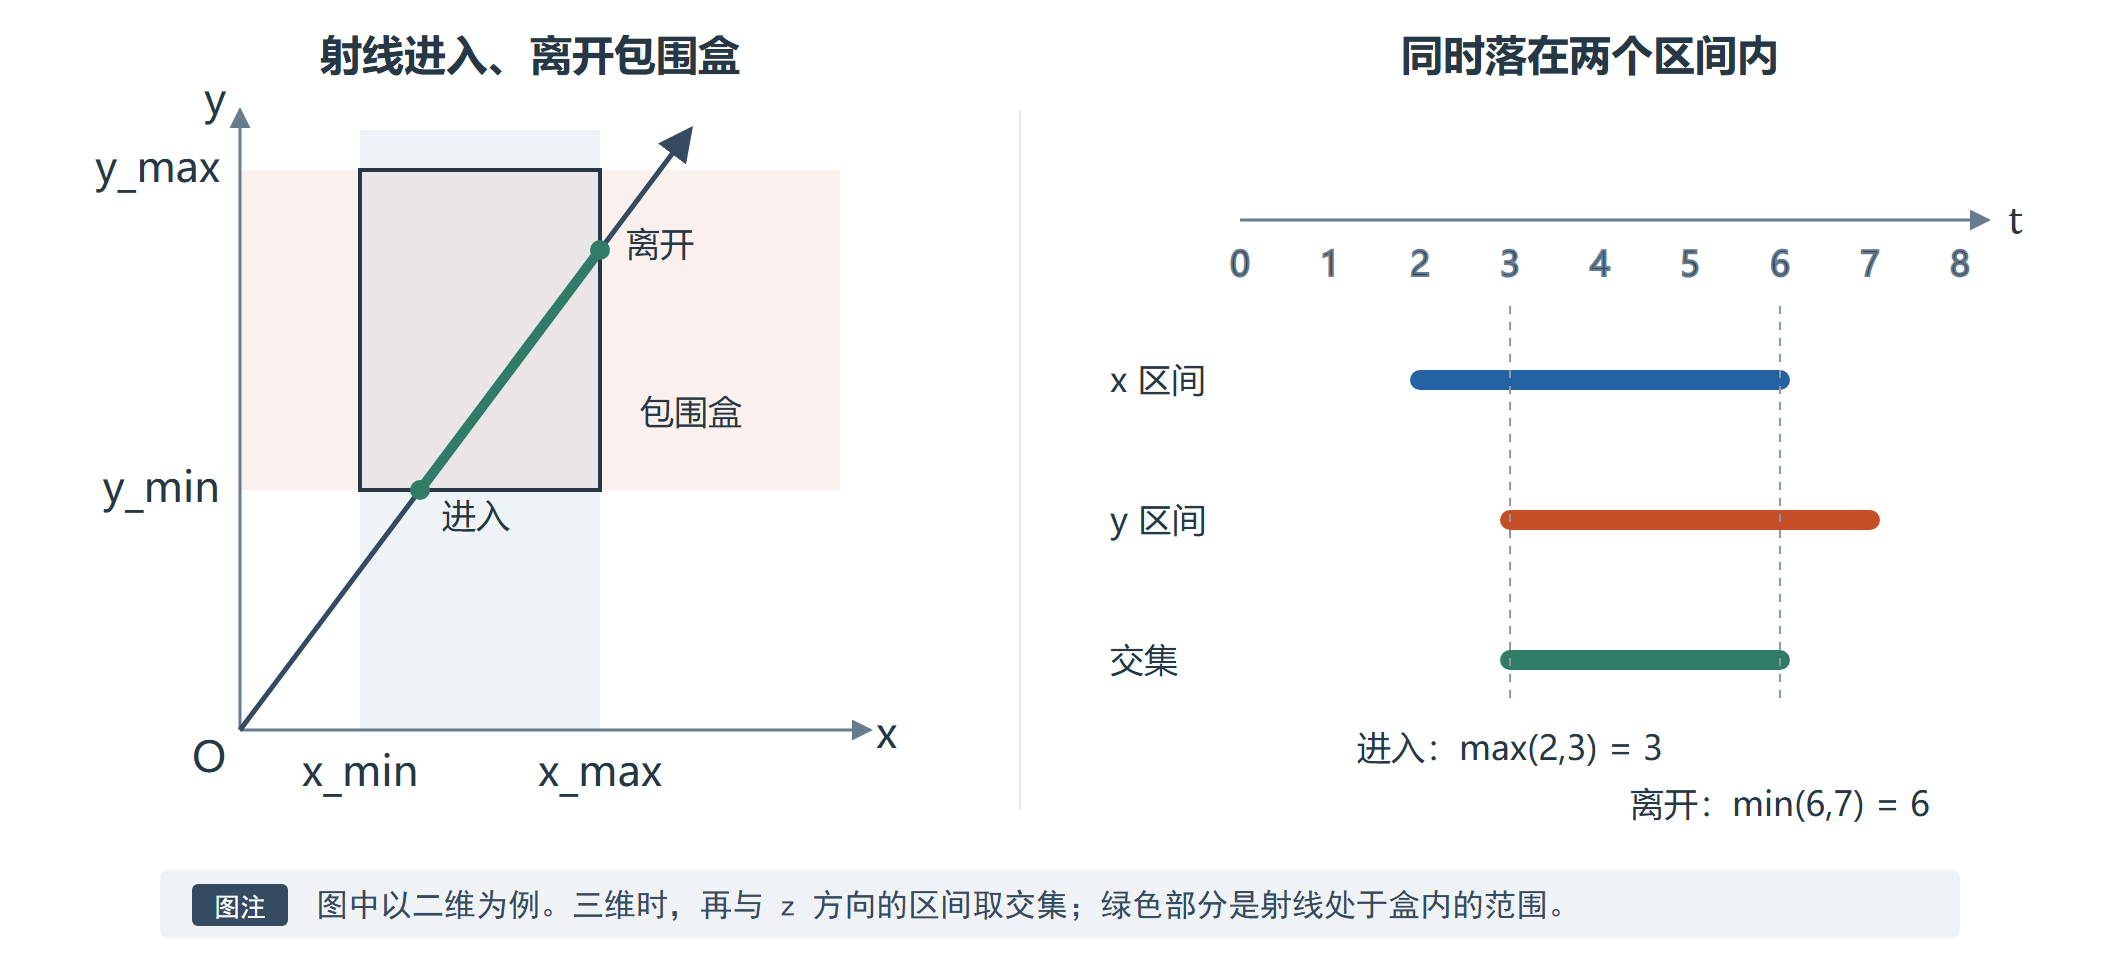 射线进入、离开包围盒
y
y_max
离开
包围盒
y_min
进入
x
O
x_min
x_max
同时落在两个区间内
t
0 1 2 3 4 5 6 7 8
x 区间
y 区间
交集
进入：max(2,3) = 3
离开：min(6,7) = 6
图注 图中以二维为例。三维时，再与 z 方向的区间取交集；绿色部分是射线处于盒内的范围。